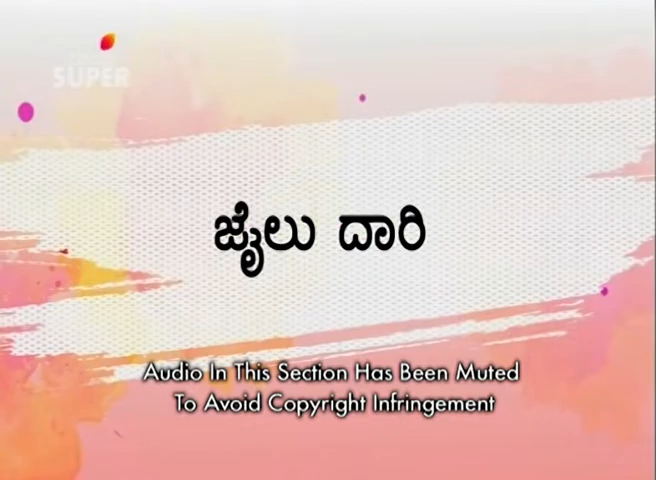 SUPER
ಜೈಲು ದಾರಿ
Audio In This Section Has Been Muted
To Avoid Copyright Infringement